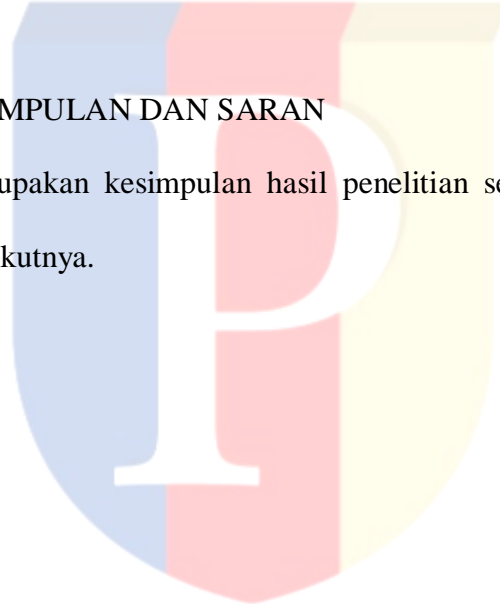 MPULAN DAN SARAN
upakan kesimpulan hasil penelitian se
kutnya.
P